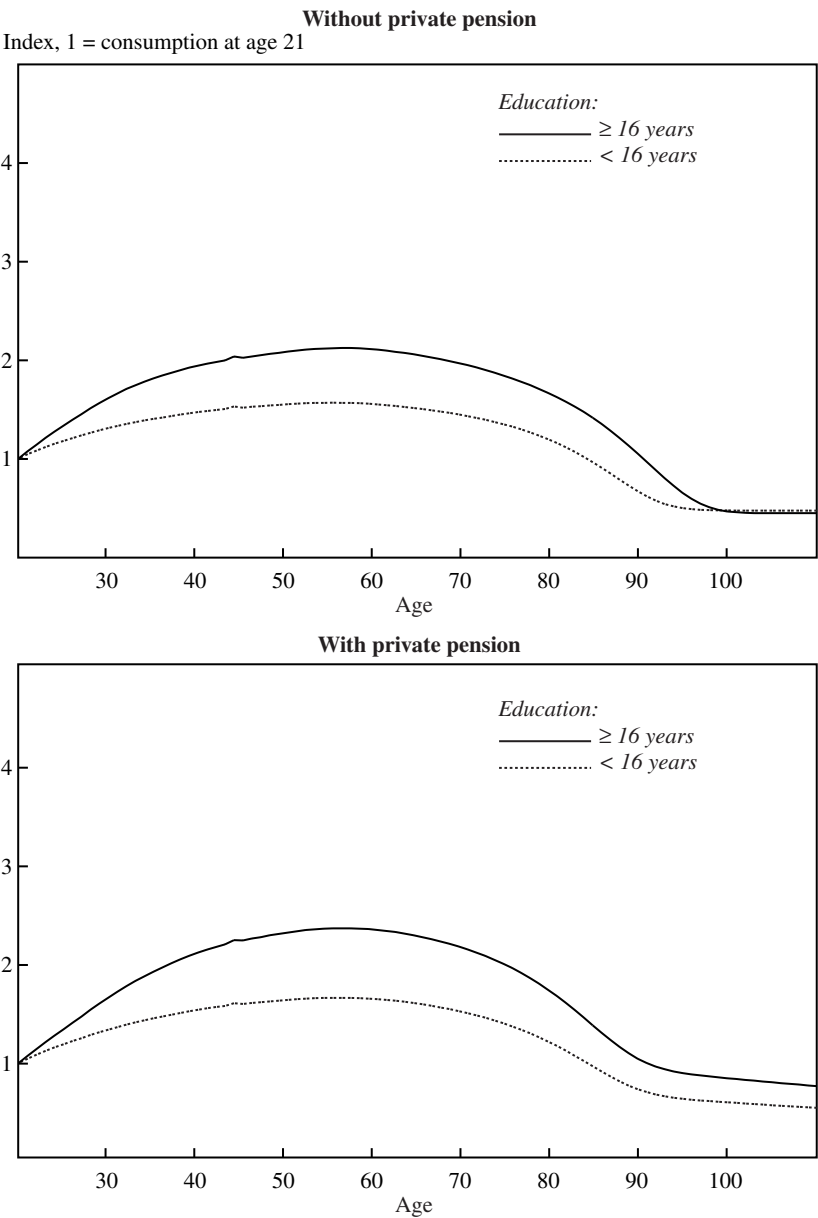 Without private pension
Index, 1 = consumption at age 21
Education:
≥ 16 years
< 16 years
4
3
2
1
30 40 50 60 70 80 90 100
Age
With private pension
Education:
≥ 16 years
< 16 years
4
3
2
1
30 40 50 60 70 80 90 100
Age